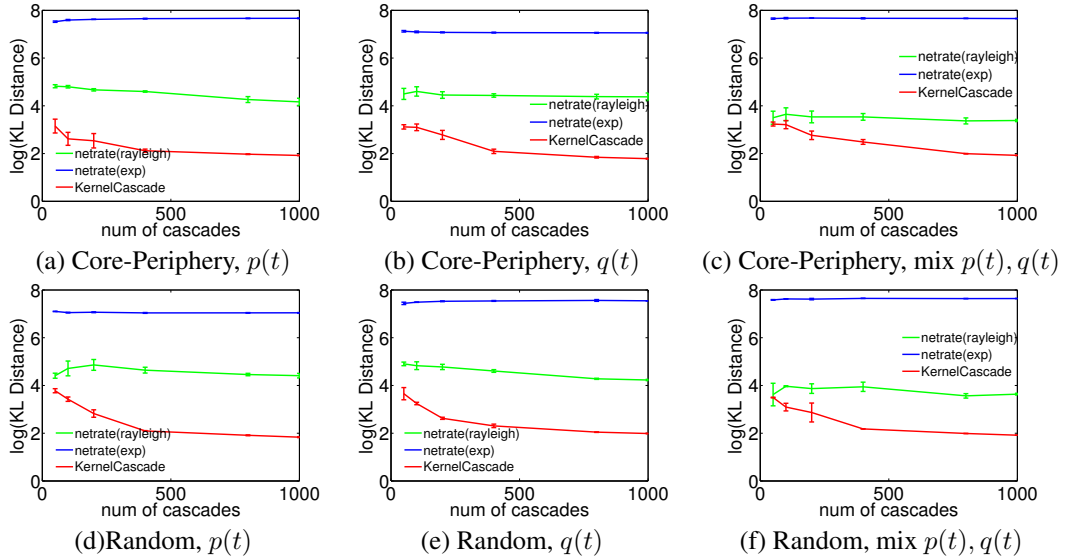 8
6
4
2
0
log(KL Distance)
netrate(rayleigh)
netrate(exp)
KernelCascade
0 500 1000
num of cascades
(a) Core-Periphery, p(t)
8
6
4
2
0
log(KL Distance)
netrate(rayleigh)
netrate(exp)
KernelCascade
0 500 1000
num of cascades
(b) Core-Periphery, q(t)
8
6
4
2
0
log(KL Distance)
netrate(rayleigh)
netrate(exp)
KernelCascade
0 500 1000
num of cascades
(c) Core-Periphery, mix p(t), q(t)
8
6
4
2
0
log(KL Distance)
netrate(rayleigh)
netrate(exp)
KernelCascade
0 500 1000
num of cascades
(d)Random, p(t)
8
6
4
2
0
log(KL Distance)
netrate(rayleigh)
netrate(exp)
KernelCascade
0 500 1000
num of cascades
(e) Random, q(t)
8
6
4
2
0
log(KL Distance)
netrate(rayleigh)
netrate(exp)
KernelCascade
0 500 1000
num of cascades
(f) Random, mix p(t), q(t)